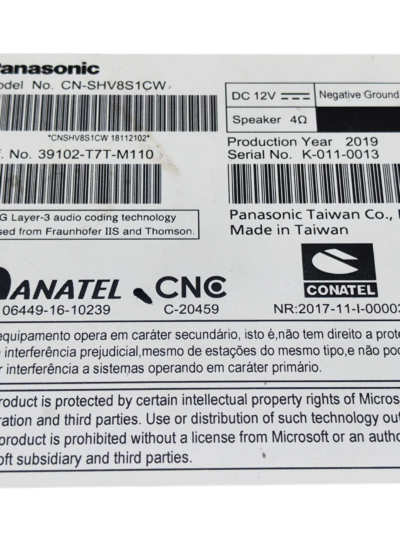 Panasonic
Model No. CN-SHV8S1CW
*CNSHV8S1CW 18112102*
f. No. 39102-T7T-M110
G Layer-3 audio coding technology
sed from Fraunhofer IIS and Thomson.
DC 12V Negative Ground
Speaker 4Ω
Production Year 2019
Serial No. K-011-0013
Panasonic Taiwan Co.,
Made in Taiwan
ANATEL
06449-16-10239
CNC
C-20459
CONATEL
NR:2017-11-I-00003
equipamento opera em caráter secundário, isto é,não tem direito a prote
interferência prejudicial,mesmo de estações do mesmo tipo,e não pod
r interferência a sistemas operando em caráter primário.
product is protected by certain intellectual property rights of Micros
ration and third parties. Use or distribution of such technology out
product is prohibited without a license from Microsoft or an author
soft subsidiary and third parties.